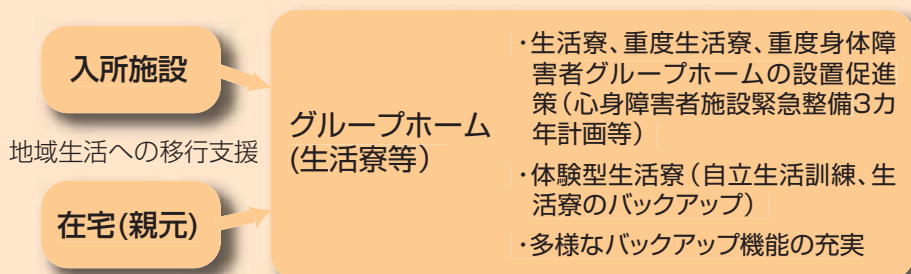 入所施設
地域生活への移行支援
在宅(親元)
グループホーム
(生活寮等)
・生活寮、重度生活寮、重度身体障
害者グループホームの設置促進
策(心身障害者施設緊急整備3カ
年計画等)
・体験型生活寮(自立生活訓練、生
活寮のバックアップ)
・多様なバックアップ機能の充実